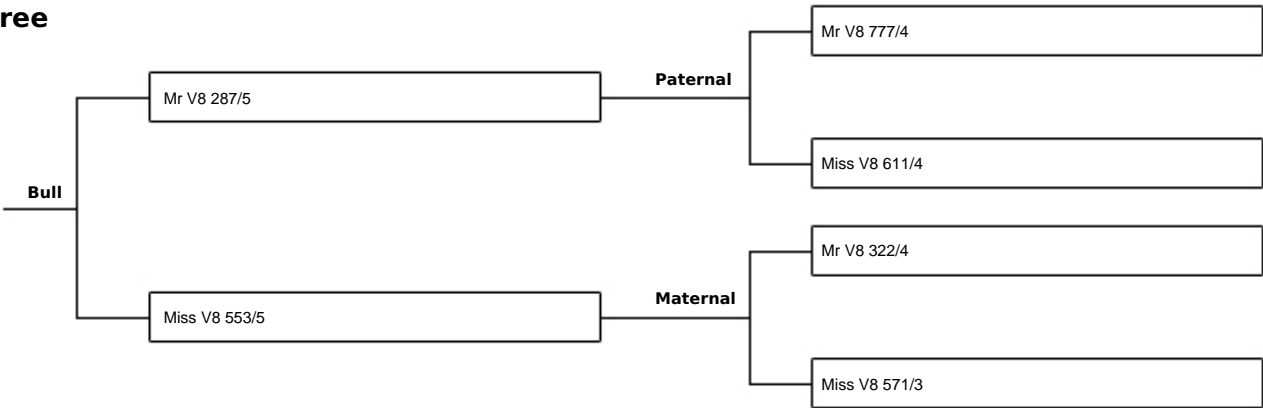 ree
Mr V8 777/4
Paternal
Mr V8 287/5
Miss V8 611/4
Bull
Mr V8 322/4
Maternal
Miss V8 553/5
Miss V8 571/3